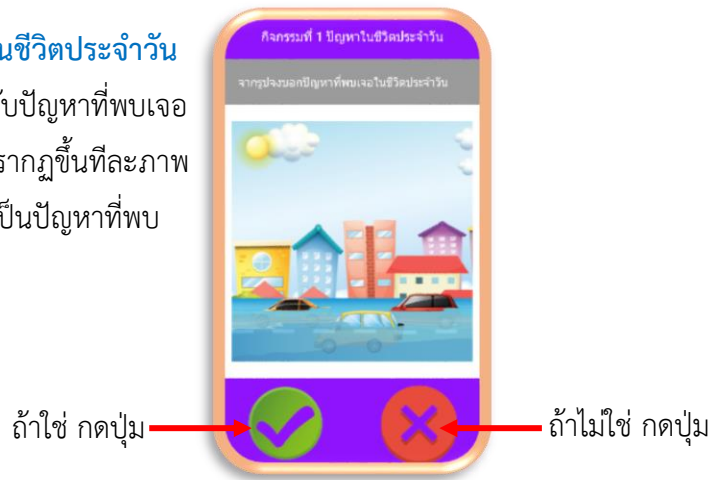 กิจกรรมที่ 1 ปัญหาในชีวิตประจำวัน
จากรูปจงบอกปัญหาที่พบเจอในชีวิตประจำวัน
นชีวิตประจำวัน
ับปัญหาที่พบเจอ
รากฏขึ้นทีละภาพ
ป็นปัญหาที่พบ
ถ้าใช่ กดปุ่ม
ถ้าไม่ใช่ กดปุ่ม